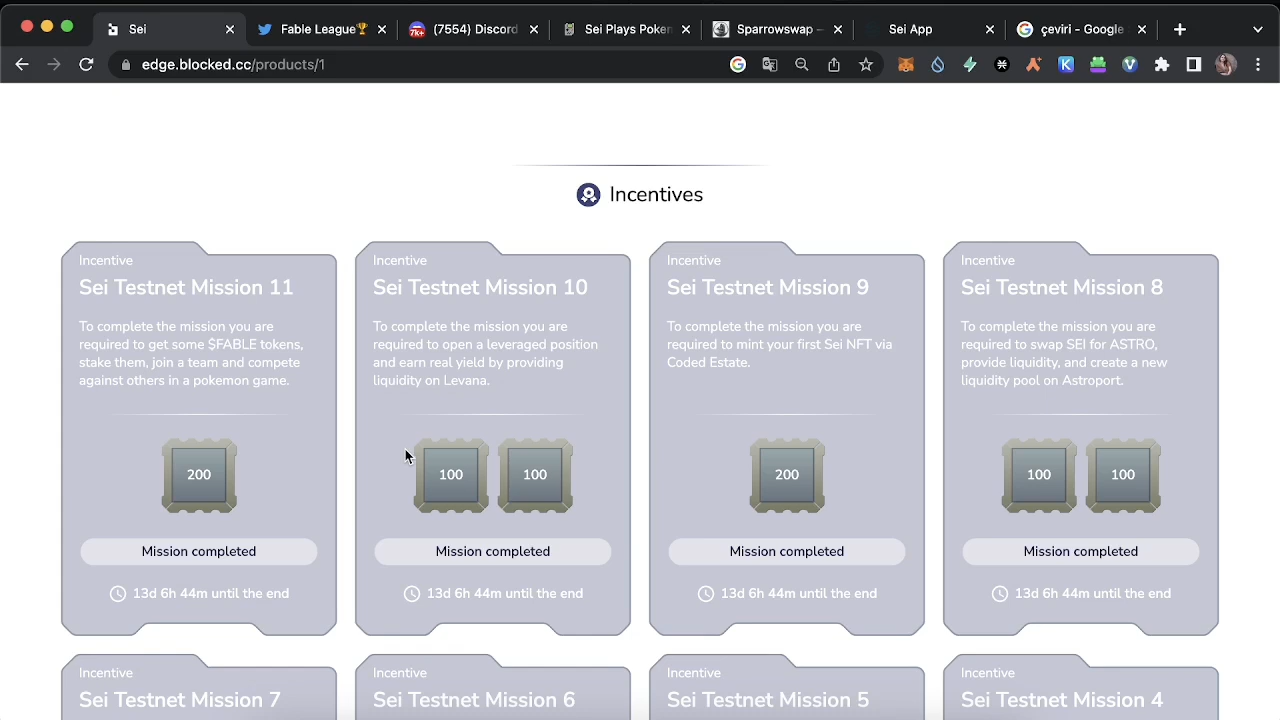 Sei
Fable League🏆
(7554) Discord
Sei Plays Poken
Sparrowswap –
Sei App
çeviri - Google
edge.blocked.cc/products/1
Incentives
Incentive
Sei Testnet Mission 11
To complete the mission you are
required to get some $FABLE tokens,
stake them, join a team and compete
against others in a pokemon game.
200
Mission completed
13d 6h 44m until the end
Incentive
Sei Testnet Mission 10
To complete the mission you are
required to open a leveraged position
and earn real yield by providing
liquidity on Levana.
100
100
Mission completed
13d 6h 44m until the end
Incentive
Sei Testnet Mission 9
To complete the mission you are
required to mint your first Sei NFT via
Coded Estate.
200
Mission completed
13d 6h 44m until the end
Incentive
Sei Testnet Mission 8
To complete the mission you are
required to swap SEI for ASTRO,
provide liquidity, and create a new
liquidity pool on Astroport.
100
100
Mission completed
13d 6h 44m until the end
Incentive
Sei Testnet Mission 7
Incentive
Sei Testnet Mission 6
Incentive
Sei Testnet Mission 5
Incentive
Sei Testnet Mission 4